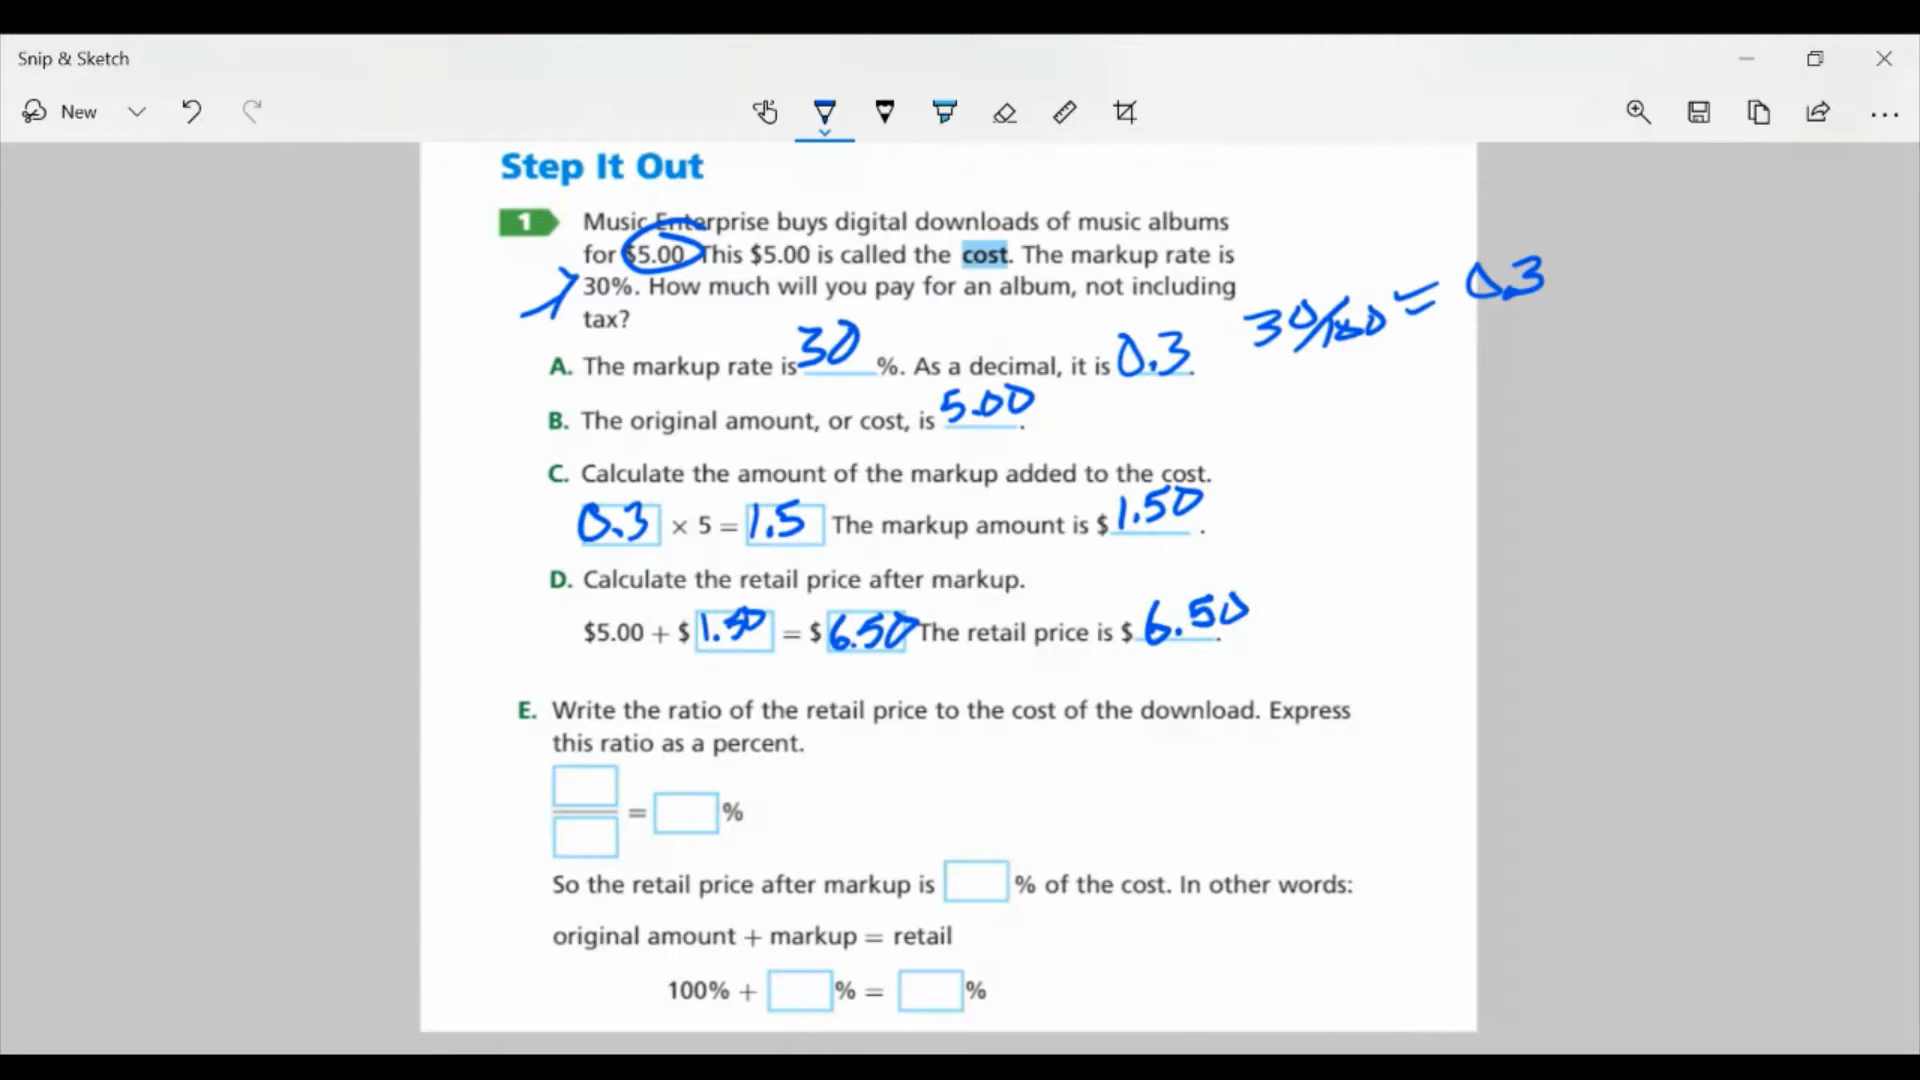 Snip & Sketch
New
Step It Out
1 Music Enterprise buys digital downloads of music albums
for $5.00. This $5.00 is called the cost. The markup rate is
30%. How much will you pay for an album, not including
tax?
30/100 = 0.3
A. The markup rate is 30 %. As a decimal, it is 0.3.
B. The original amount, or cost, is 5.00.
C. Calculate the amount of the markup added to the cost.
0.3 × 5 = 1.5 The markup amount is $ 1.50.
D. Calculate the retail price after markup.
$5.00 + $ 1.50 = $ 6.50 The retail price is $ 6.50.
E. Write the ratio of the retail price to the cost of the download. Express
this ratio as a percent.
= %
So the retail price after markup is % of the cost. In other words:
original amount + markup = retail
100% + % = %